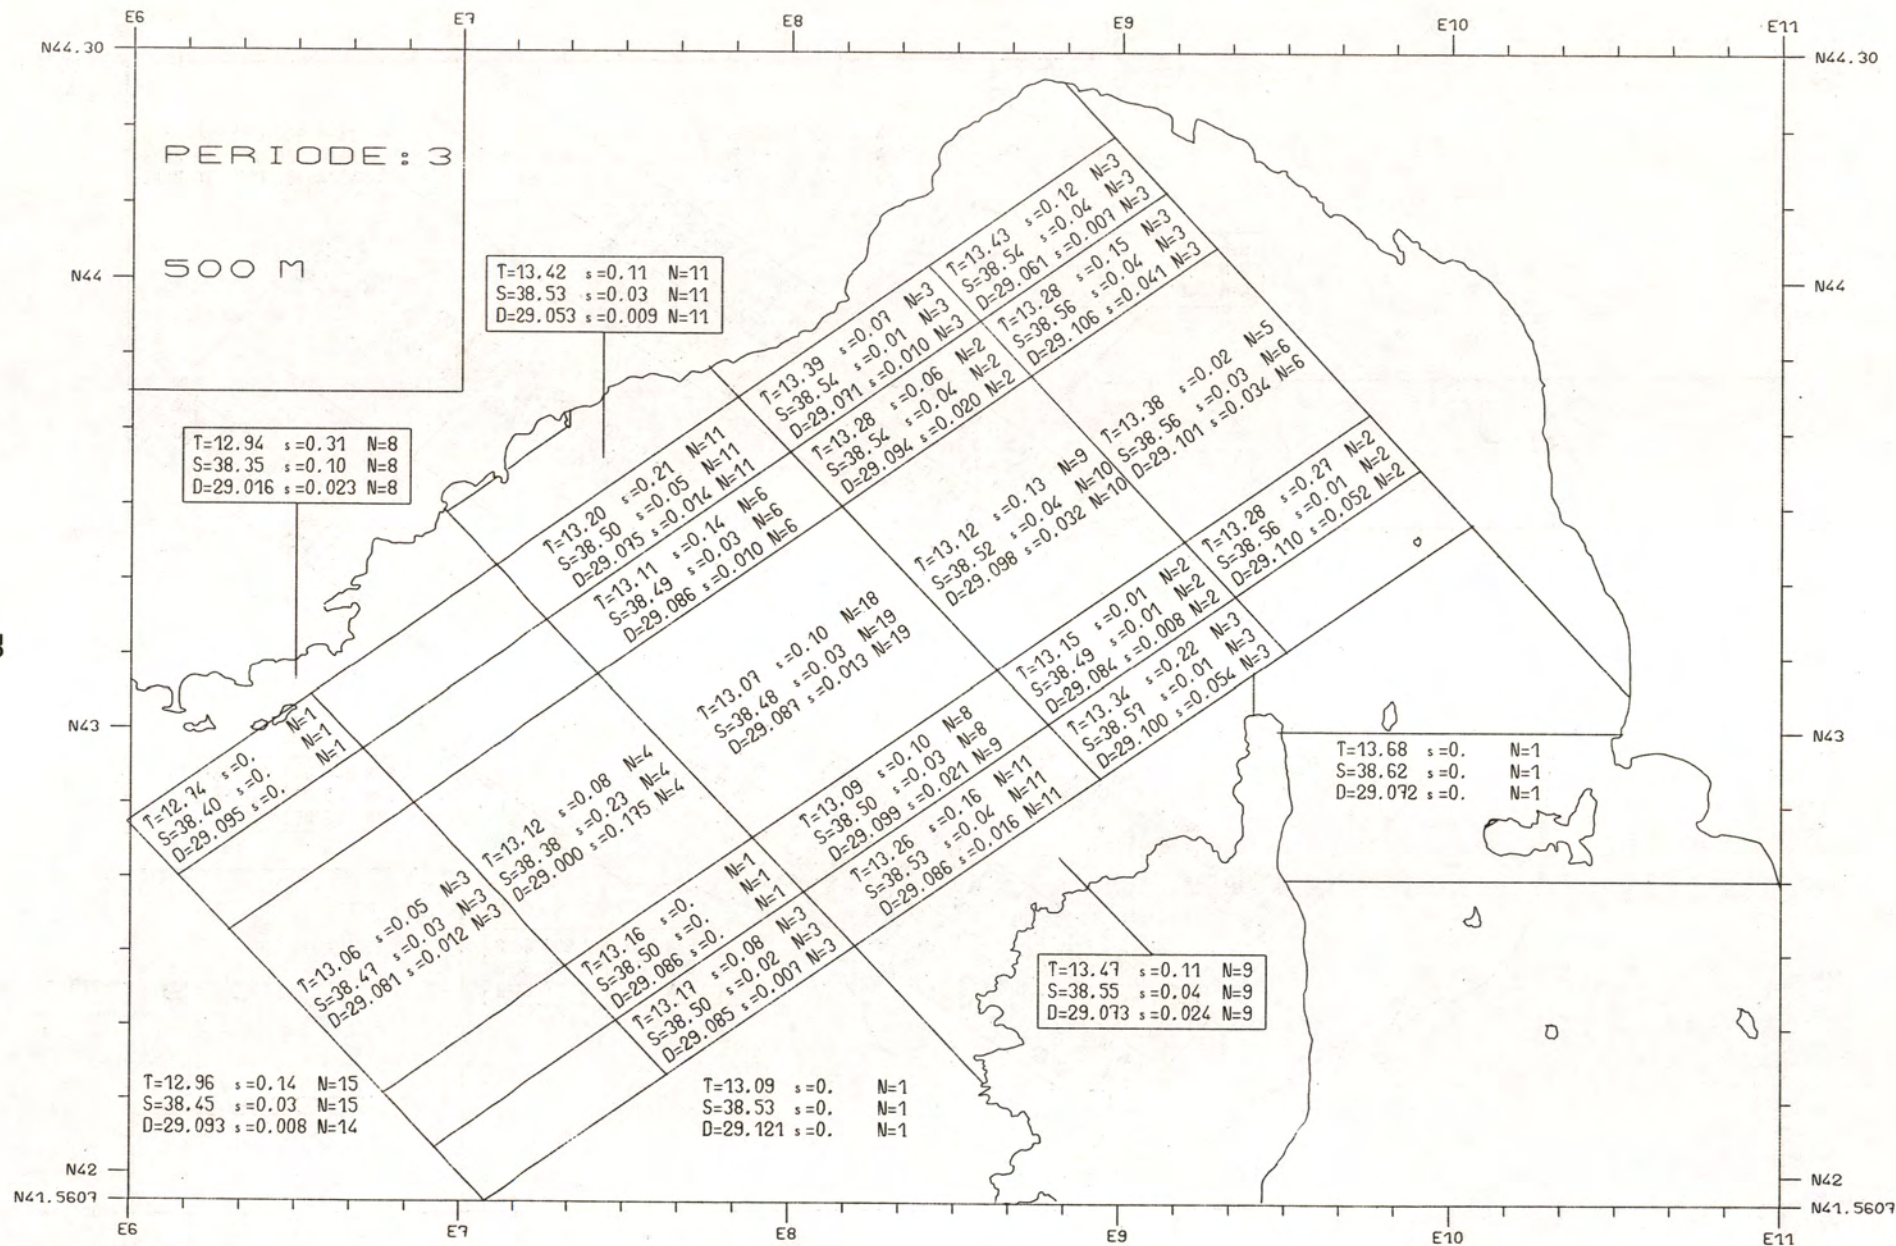 E6 E7 E8 E9 E10 E11
N44.30 N44.30
PERIODE: 3
500 M
N44 N44
T=13.42 s=0.11 N=11
S=38.53 s=0.03 N=11
D=29.053 s=0.009 N=11
T=12.94 s=0.31 N=8
S=38.35 s=0.10 N=8
D=29.016 s=0.023 N=8
T=13.43 s=0.12 N=3
S=38.54 s=0.04 N=3
D=29.061 s=0.007 N=3
T=13.28 s=0.15 N=3
S=38.56 s=0.04 N=3
D=29.106 s=0.041 N=3
T=13.39 s=0.07 N=3
S=38.54 s=0.01 N=3
D=29.071 s=0.010 N=3
T=13.28 s=0.06 N=2
S=38.54 s=0.04 N=2
D=29.094 s=0.020 N=2
T=13.38 s=0.02 N=5
S=38.56 s=0.03 N=6
D=29.101 s=0.034 N=6
T=13.20 s=0.21 N=11
S=38.50 s=0.05 N=11
D=29.075 s=0.014 N=11
T=13.11 s=0.14 N=6
S=38.49 s=0.03 N=6
D=29.086 s=0.010 N=6
T=13.12 s=0.13 N=9
S=38.52 s=0.04 N=10
D=29.098 s=0.032 N=10
T=13.28 s=0.27 N=2
S=38.56 s=0.01 N=2
D=29.110 s=0.052 N=2
T=13.07 s=0.10 N=18
S=38.48 s=0.03 N=19
D=29.087 s=0.013 N=19
T=13.15 s=0.01 N=2
S=38.49 s=0.01 N=2
D=29.084 s=0.008 N=2
T=13.34 s=0.22 N=3
S=38.57 s=0.01 N=3
D=29.100 s=0.054 N=3
N43 N43
T=12.74 s=0. N=1
S=38.40 s=0. N=1
D=29.095 s=0. N=1
T=13.12 s=0.08 N=4
S=38.38 s=0.23 N=4
D=29.000 s=0.175 N=4
T=13.09 s=0.10 N=8
S=38.50 s=0.03 N=8
D=29.099 s=0.021 N=9
T=13.26 s=0.16 N=11
S=38.53 s=0.04 N=11
D=29.086 s=0.016 N=11
T=13.68 s=0. N=1
S=38.62 s=0. N=1
D=29.072 s=0. N=1
T=13.06 s=0.05 N=3
S=38.47 s=0.03 N=3
D=29.081 s=0.012 N=3
T=13.16 s=0. N=1
S=38.50 s=0. N=1
D=29.086 s=0. N=1
T=13.17 s=0.08 N=3
S=38.50 s=0.02 N=3
D=29.085 s=0.007 N=3
T=13.47 s=0.11 N=9
S=38.55 s=0.04 N=9
D=29.073 s=0.024 N=9
T=12.96 s=0.14 N=15
S=38.45 s=0.03 N=15
D=29.093 s=0.008 N=14
T=13.09 s=0. N=1
S=38.53 s=0. N=1
D=29.121 s=0. N=1
N42 N42
N41.5607 N41.5607
E6 E7 E8 E9 E10 E11